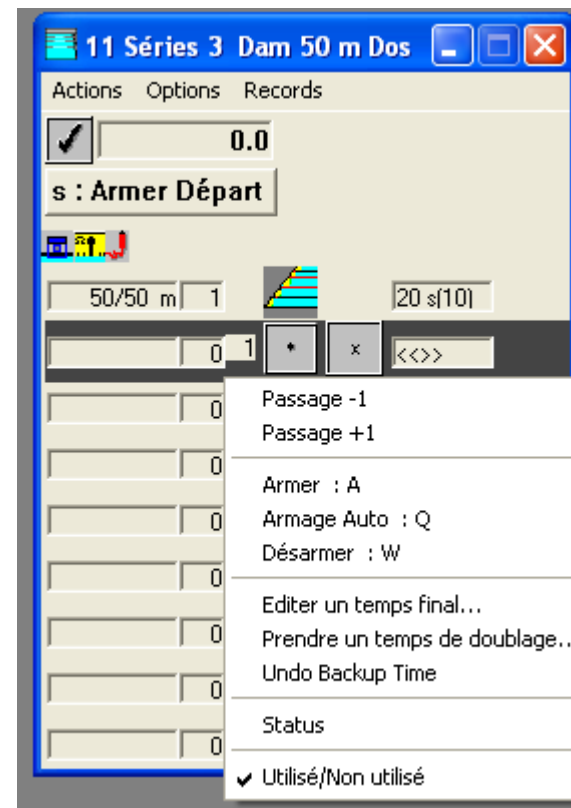 11 Séries 3 Dam 50 m Dos
Actions Options Records
0.0
s : Armer Départ
50/50 m 1 20 s(10)
0 1 * x <<>>
0
0
0
0
0
0
0
Passage -1
Passage +1
Armer : A
Armage Auto : Q
Désarmer : W
Editer un temps final...
Prendre un temps de doublage..
Undo Backup Time
Status
Utilisé/Non utilisé